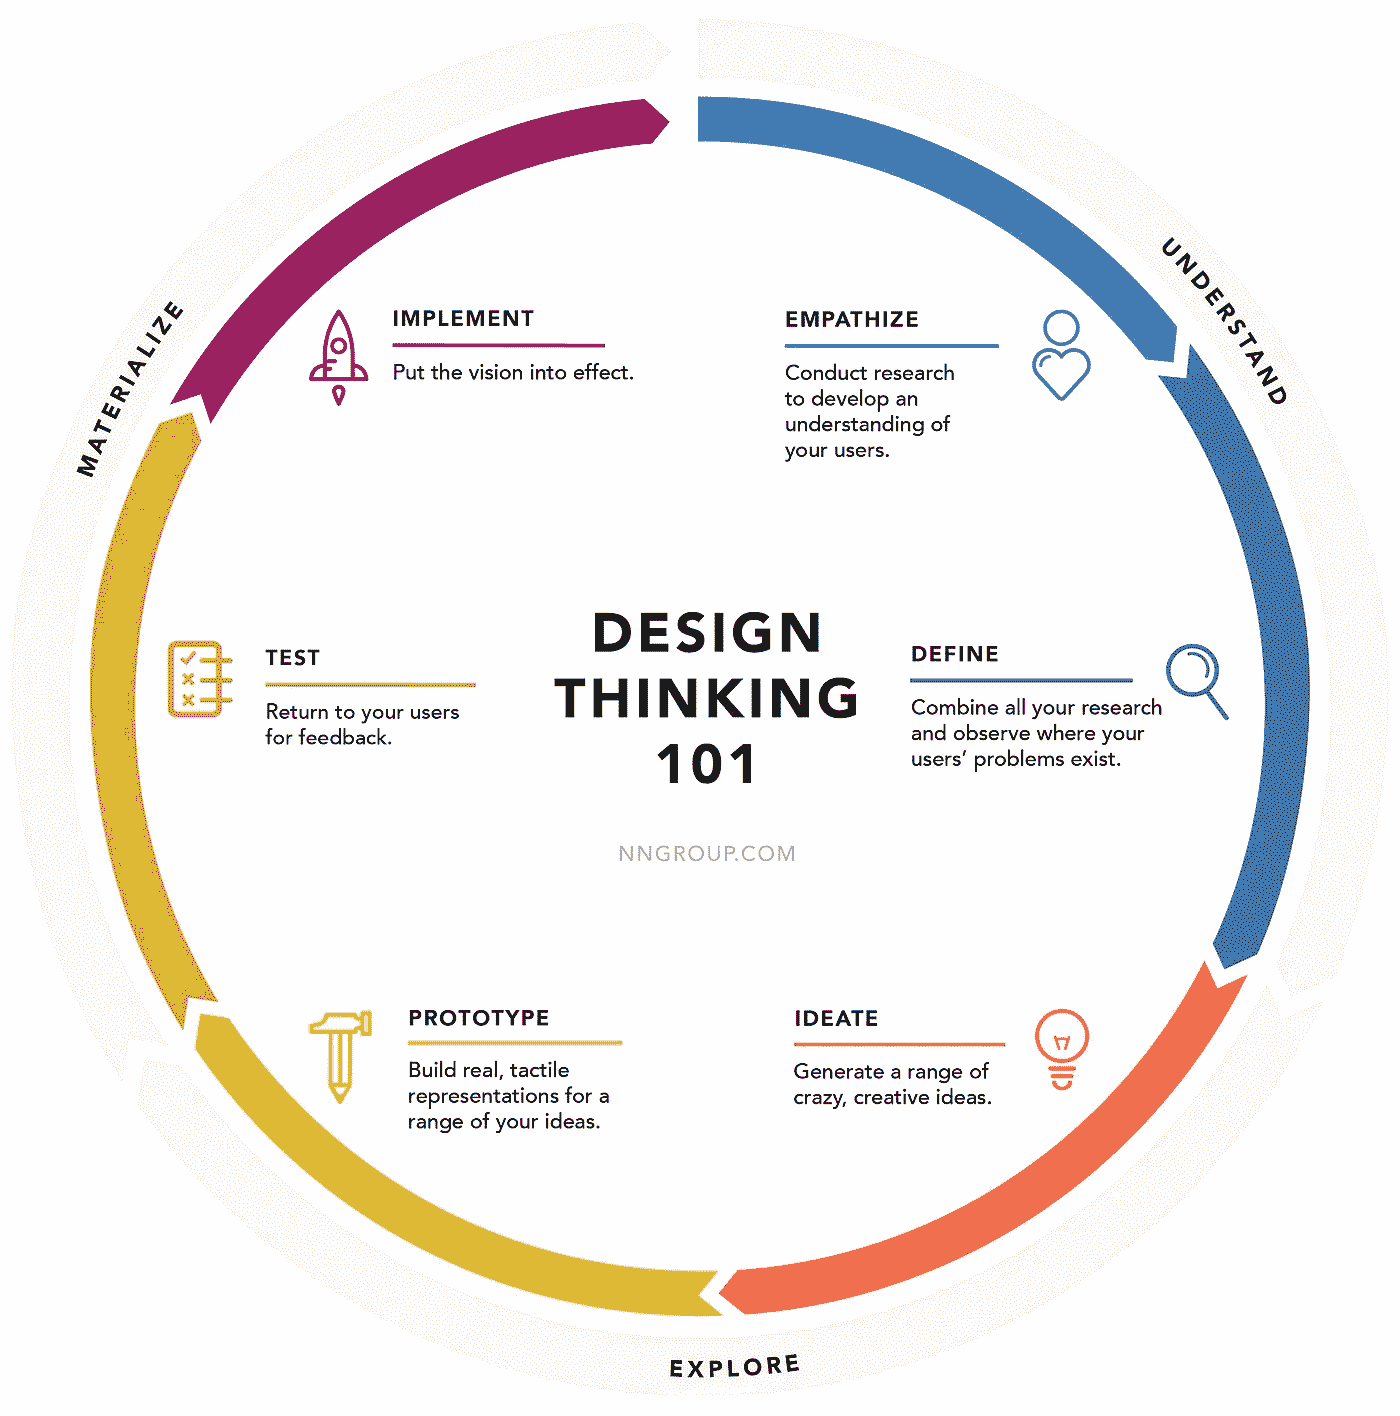 DESIGN
THINKING
101
NNGROUP.COM
UNDERSTAND
EMPATHIZE
Conduct research
to develop an
understanding of
your users.
DEFINE
Combine all your research
and observe where your
users’ problems exist.
EXPLORE
IDEATE
Generate a range of
crazy, creative ideas.
PROTOTYPE
Build real, tactile
representations for a
range of your ideas.
MATERIALIZE
TEST
Return to your users
for feedback.
IMPLEMENT
Put the vision into effect.